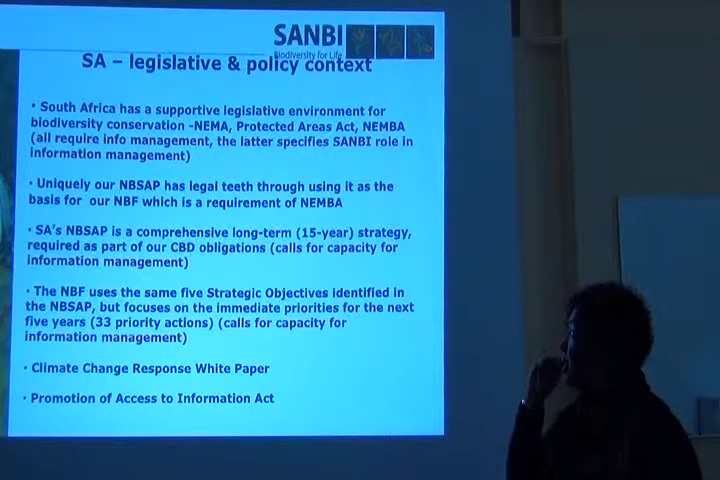 SANBI
Biodiversity for Life
SA – legislative & policy context
• South Africa has a supportive legislative environment for
biodiversity conservation -NEMA, Protected Areas Act, NEMBA
(all require info management, the latter specifies SANBI role in
information management)
• Uniquely our NBSAP has legal teeth through using it as the
basis for our NBF which is a requirement of NEMBA
• SA's NBSAP is a comprehensive long-term (15-year) strategy,
required as part of our CBD obligations (calls for capacity for
information management)
• The NBF uses the same five Strategic Objectives identified in
the NBSAP, but focuses on the immediate priorities for the next
five years (33 priority actions) (calls for capacity for
information management)
• Climate Change Response White Paper
• Promotion of Access to Information Act